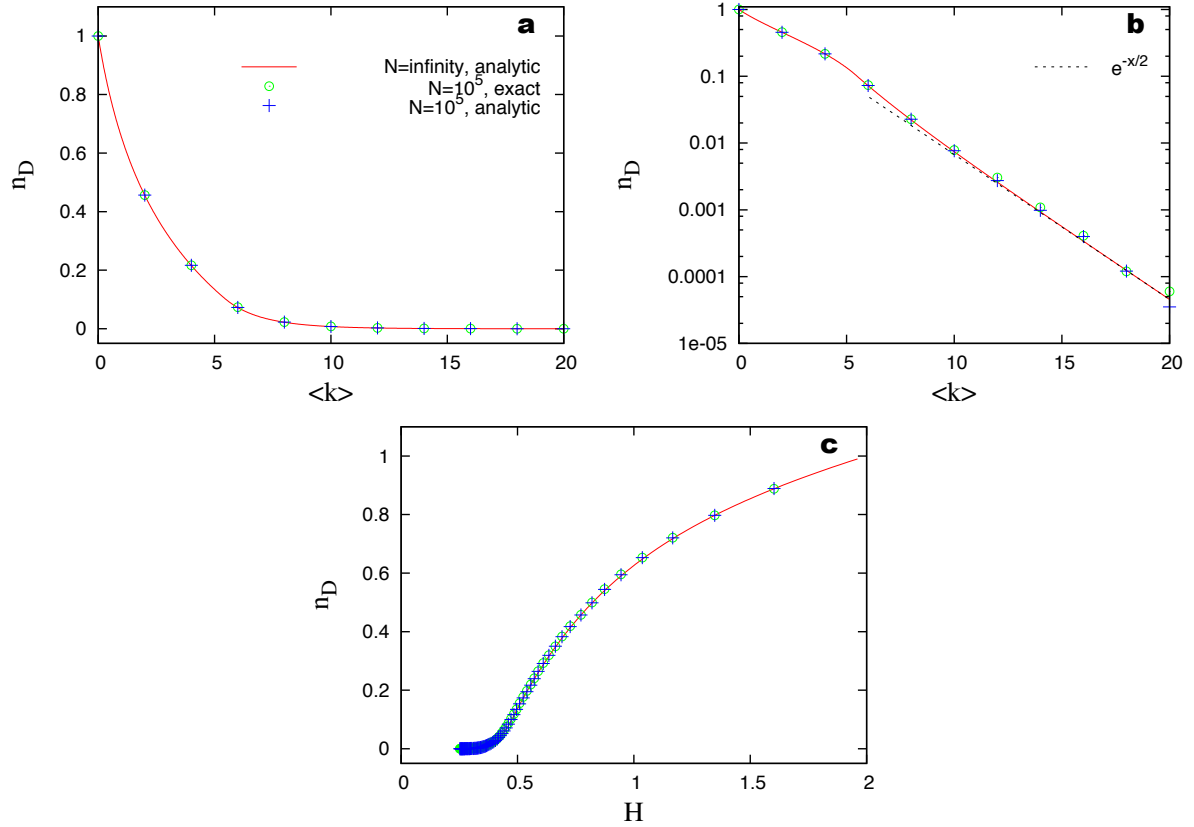 a
1
0.8
0.6
0.4
0.2
0
n_D
N=infinity, analytic
N=10^5, exact
N=10^5, analytic
0 5 10 15 20
<k>
b
1
0.1
0.01
0.001
0.0001
1e-05
n_D
e^-x/2
0 5 10 15 20
<k>
c
1
0.8
0.6
0.4
0.2
0
n_D
0 0.5 1 1.5 2
H